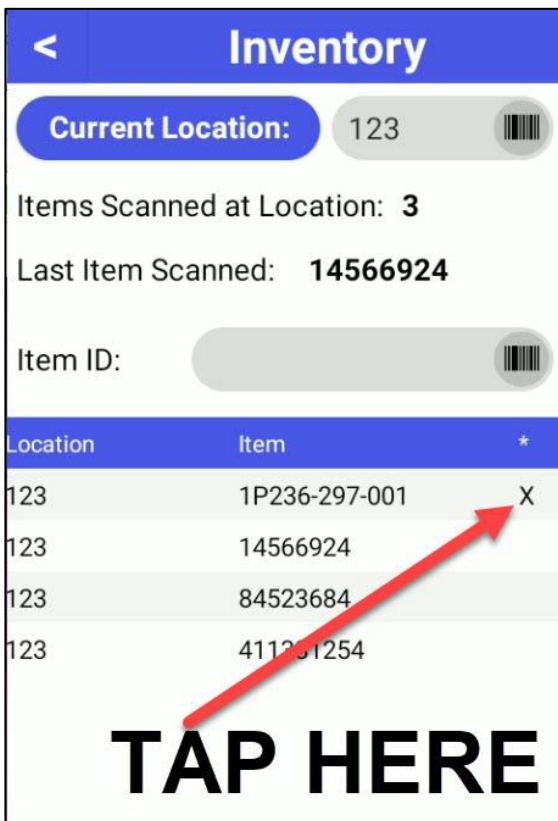 < Inventory
Current Location: 123
Items Scanned at Location: 3
Last Item Scanned: 14566924
Item ID:
Location Item *
123 1P236-297-001 X
123 14566924
123 84523684
123
TAP HERE